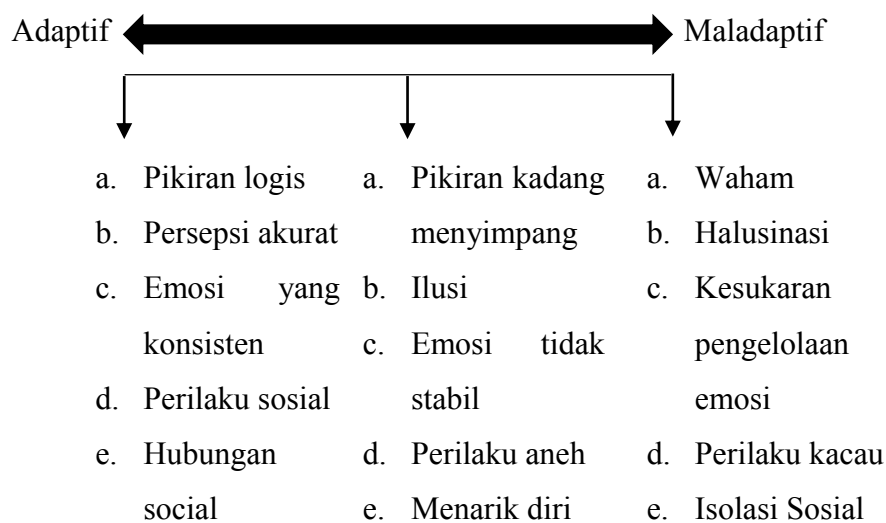 Adaptif Maladaptif
a. Pikiran logis
b. Persepsi akurat
c. Emosi yang
konsisten
d. Perilaku sosial
e. Hubungan
social
a. Pikiran kadang
menyimpang
b. Ilusi
c. Emosi tidak
stabil
d. Perilaku aneh
e. Menarik diri
a. Waham
b. Halusinasi
c. Kesukaran
pengelolaan
emosi
d. Perilaku kacau
e. Isolasi Sosial